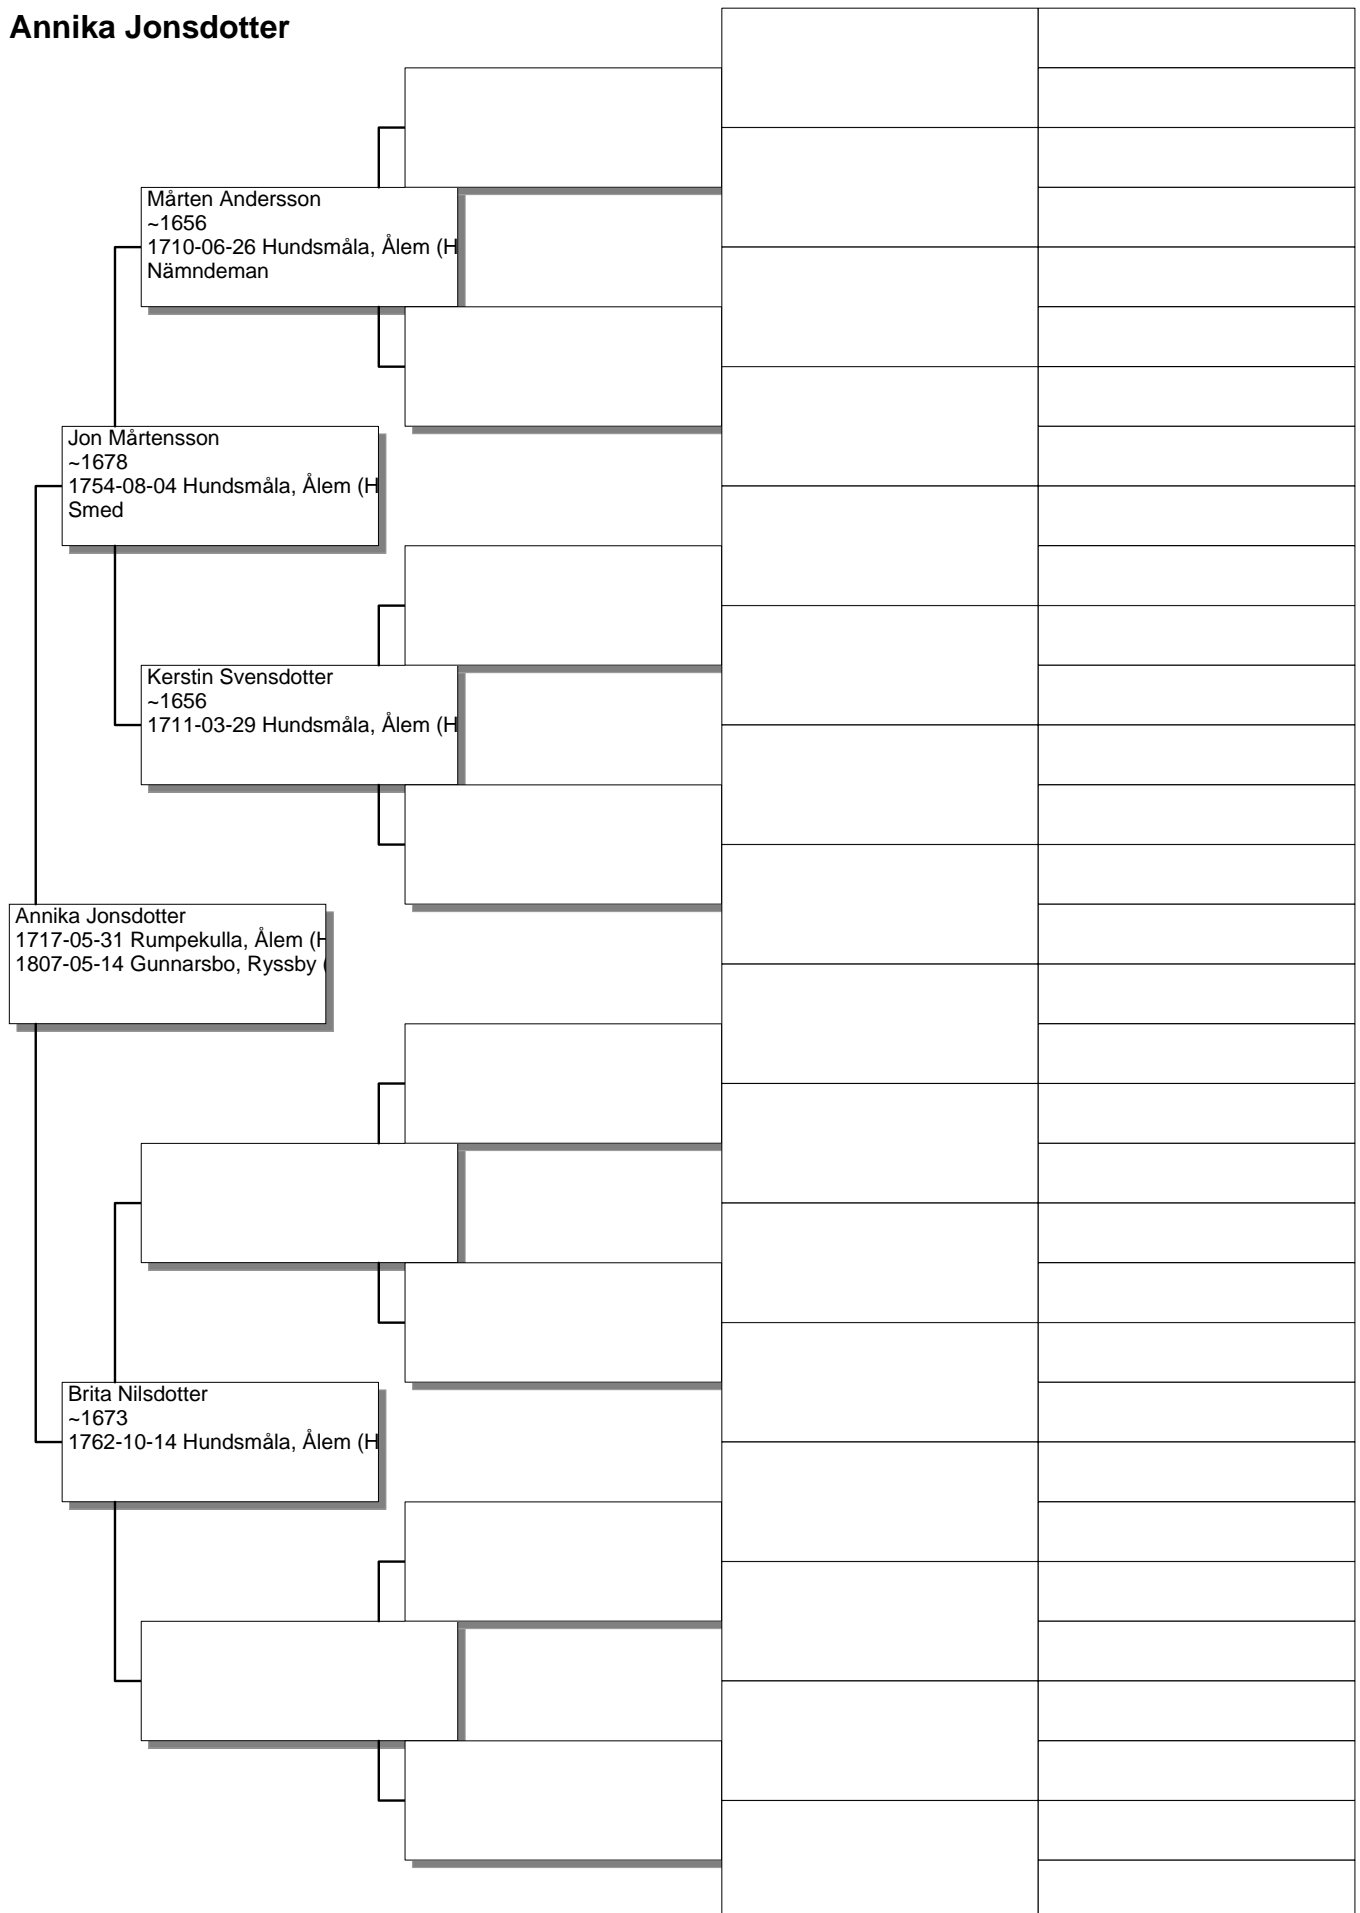 Annika Jonsdotter
Mårten Andersson
~1656
1710-06-26 Hundsmåla, Ålem (H
Nämndeman
Jon Mårtensson
~1678
1754-08-04 Hundsmåla, Ålem (H
Smed
Kerstin Svensdotter
~1656
1711-03-29 Hundsmåla, Ålem (H
Annika Jonsdotter
1717-05-31 Rumpekulla, Ålem (H
1807-05-14 Gunnarsbo, Ryssby (
Brita Nilsdotter
~1673
1762-10-14 Hundsmåla, Ålem (H